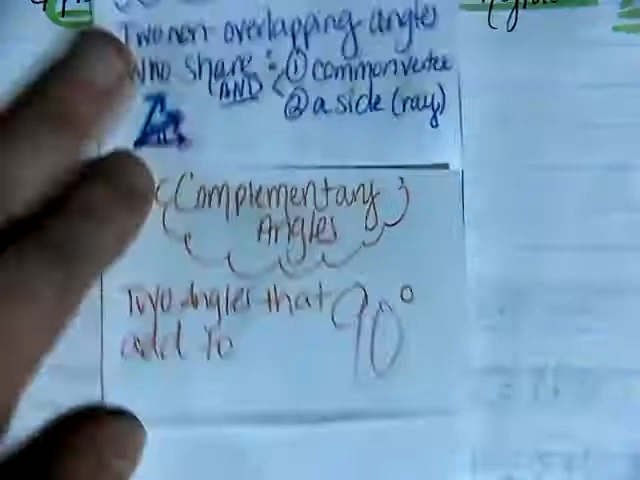 Two non overlapping angles
who share: ① common vertex
AND
② a side (ray)
Complementary
Angles
Two Angles that 90°
add to